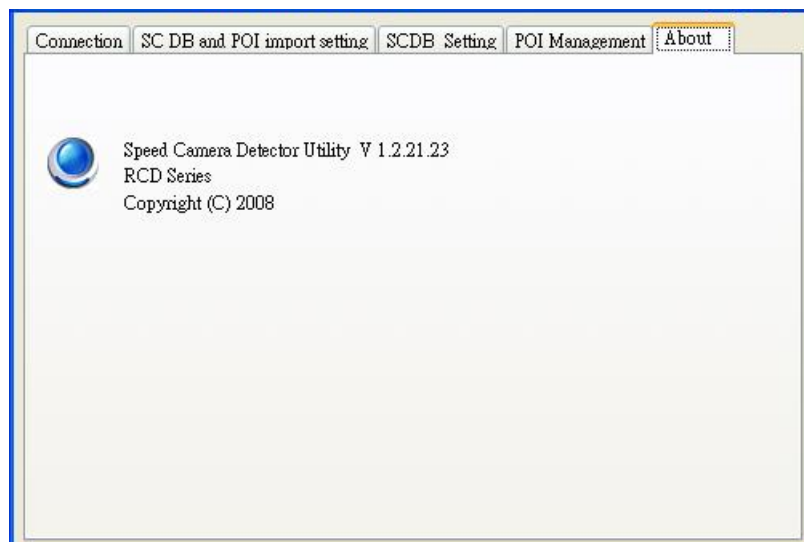 Connection SC DB and POI import setting SCDB Setting POI Management About
Speed Camera Detector Utility V 1.2.21.23
RCD Series
Copyright (C) 2008